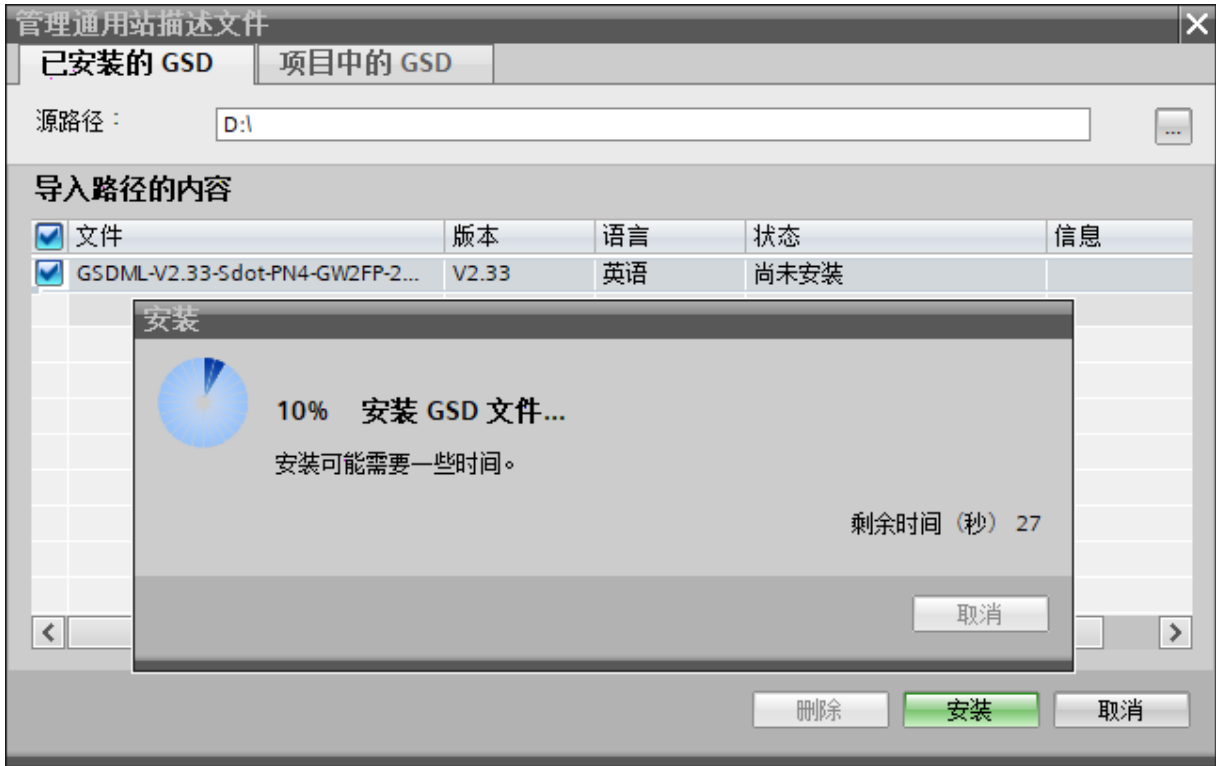 管理通用站描述文件
已安装的 GSD 项目中的 GSD
源路径： D:\ ...
导入路径的内容
文件 版本 语言 状态 信息
GSDML-V2.33-Sdot-PN4-GW2FP-2... V2.33 英语 尚未安装
安装
10% 安装 GSD 文件...
安装可能需要一些时间。
剩余时间（秒） 27
取消
删除 安装 取消